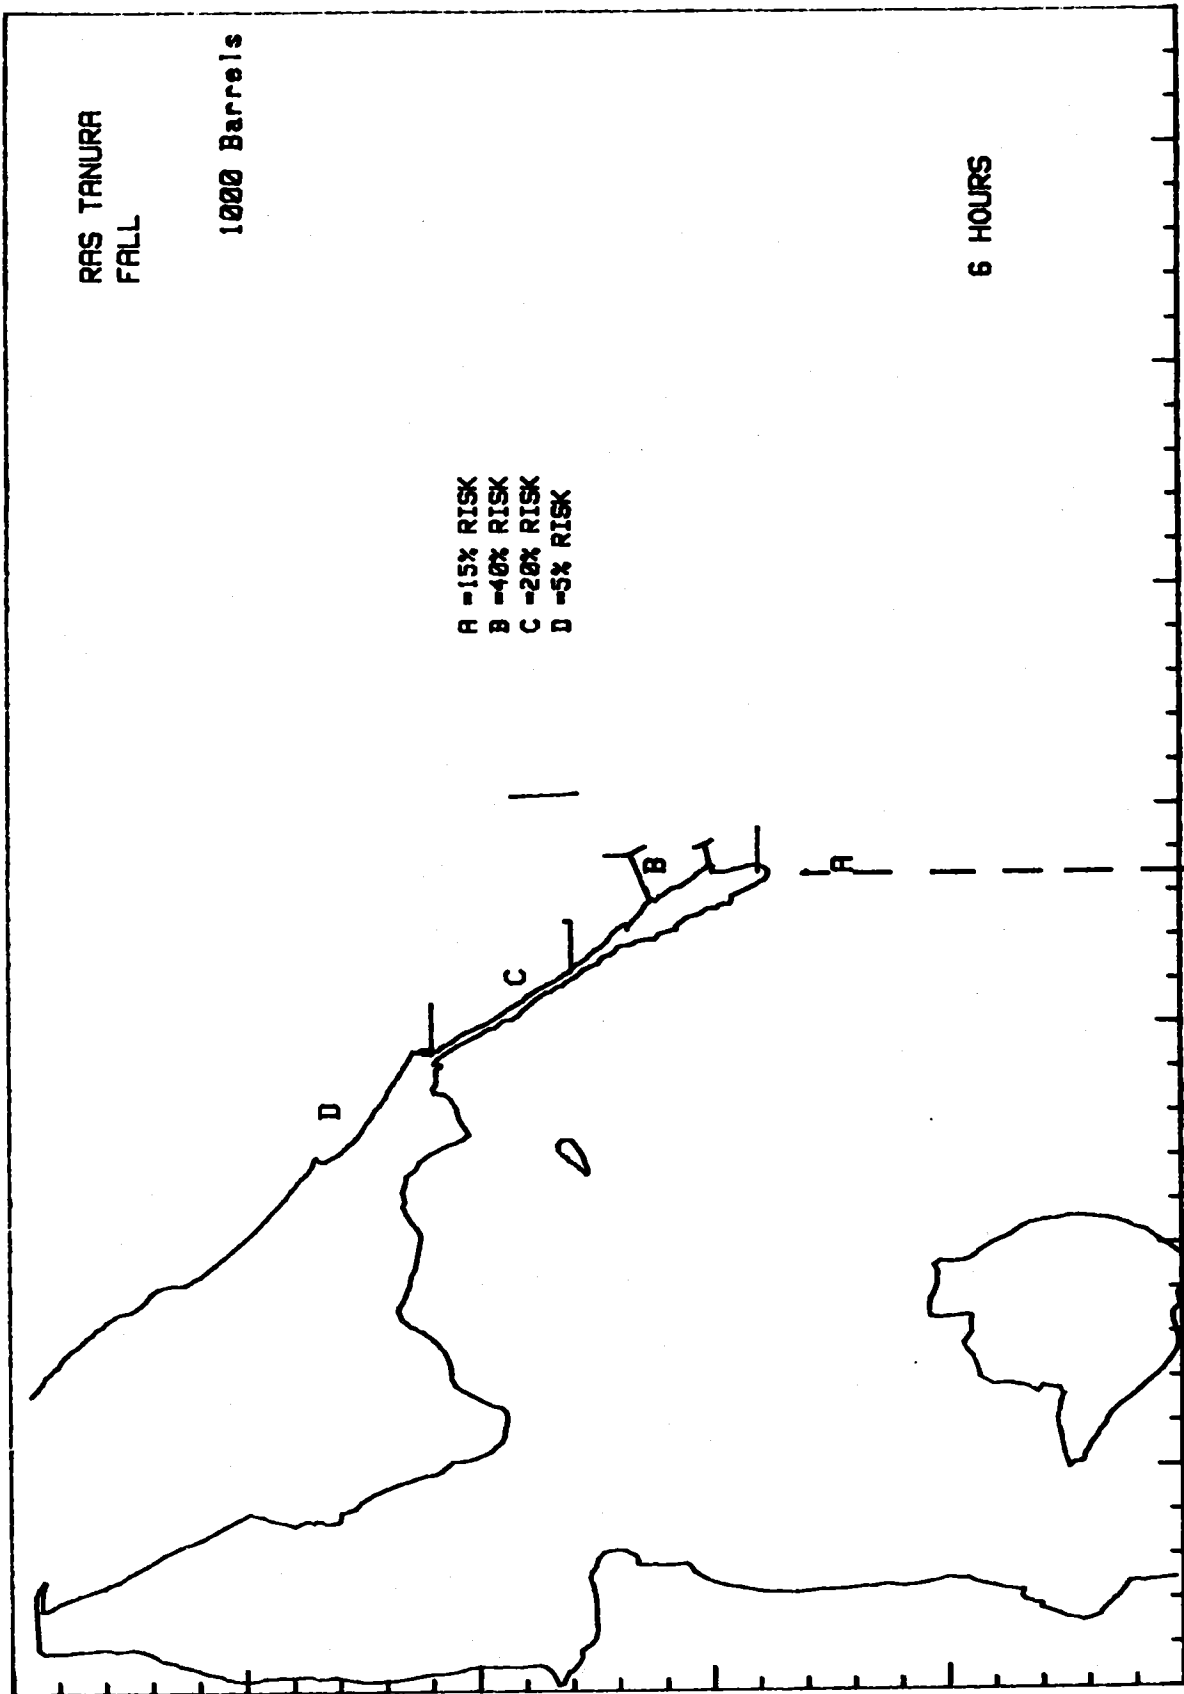 RAS TANURA
FALL
1000 Barrels
A =15% RISK
B =40% RISK
C =20% RISK
D =5% RISK
D
C
B
A
6 HOURS